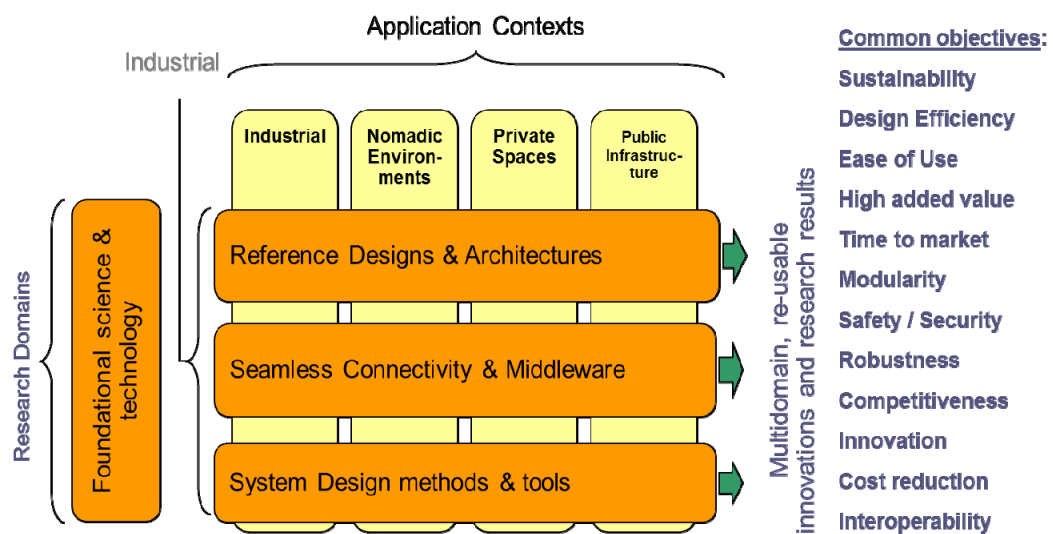 Application Contexts
Industrial
Industrial
Nomadic
Environ-
ments
Private
Spaces
Public
Infrastruc-
ture
Research Domains
Foundational science &
technology
Reference Designs & Architectures
Seamless Connectivity & Middleware
System Design methods & tools
Multidomain, re-usable
innovations and research results
Common objectives:
Sustainability
Design Efficiency
Ease of Use
High added value
Time to market
Modularity
Safety / Security
Robustness
Competitiveness
Innovation
Cost reduction
Interoperability